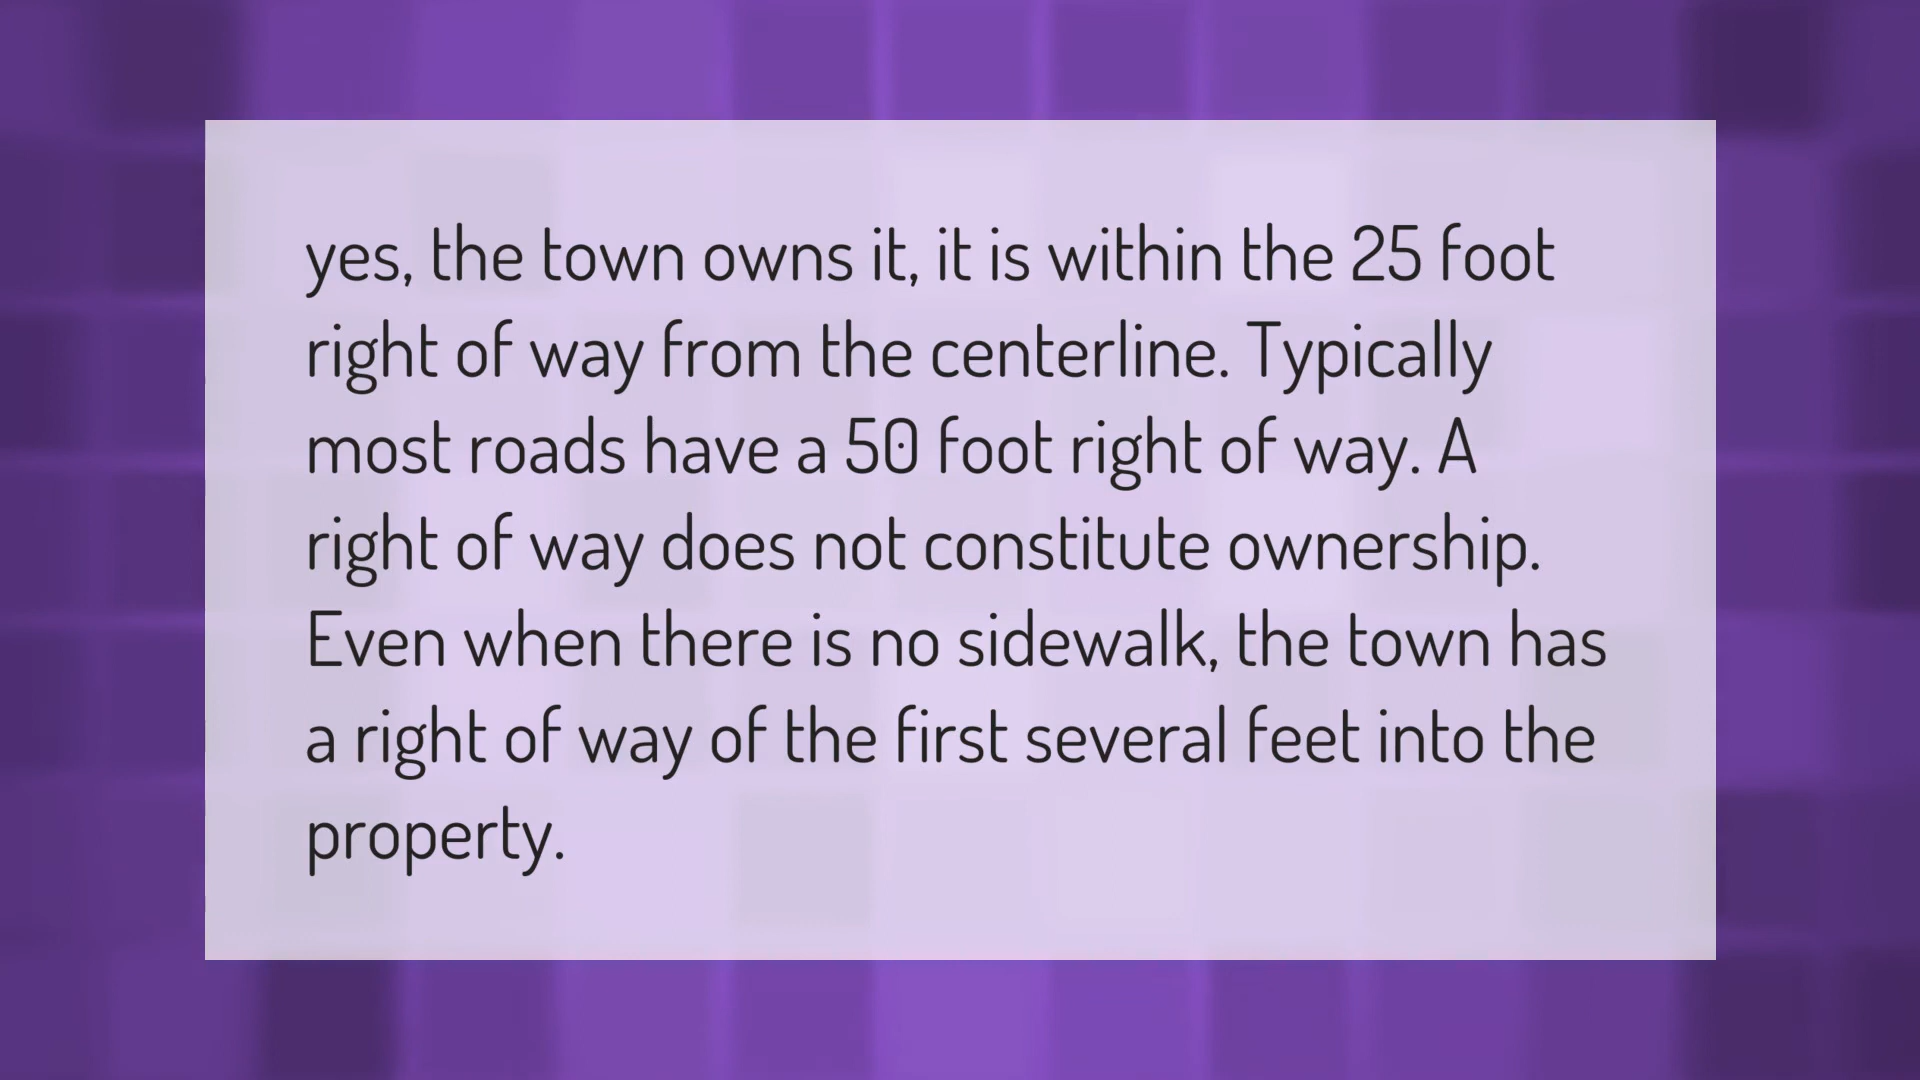 yes, the town owns it, it is within the 25 foot
right of way from the centerline. Typically
most roads have a 50 foot right of way. A
right of way does not constitute ownership.
Even when there is no sidewalk, the town has
a right of way of the first several feet into the
property.